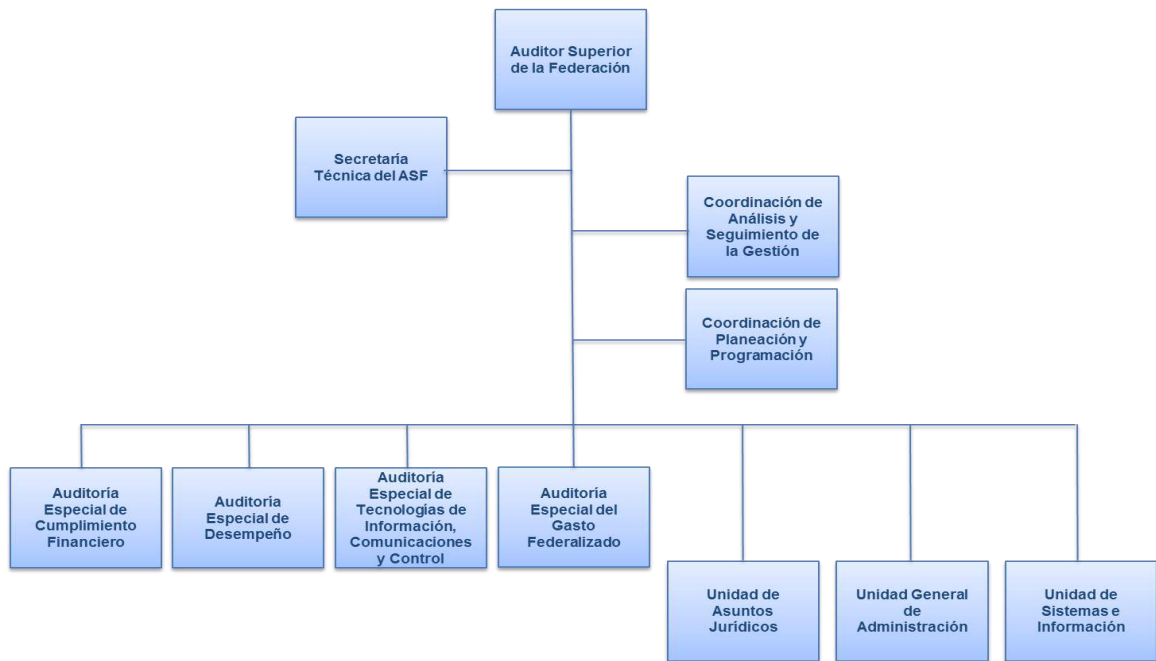 Auditor Superior
de la Federación
Secretaría
Técnica del ASF
Coordinación de
Análisis y
Seguimiento de
la Gestión
Coordinación de
Planeación y
Programación
Auditoría
Especial de
Cumplimiento
Financiero
Auditoría
Especial de
Desempeño
Auditoría
Especial de
Tecnologías de
Información,
Comunicaciones
y Control
Auditoría
Especial del
Gasto
Federalizado
Unidad de
Asuntos
Jurídicos
Unidad General
de
Administración
Unidad de
Sistemas e
Información